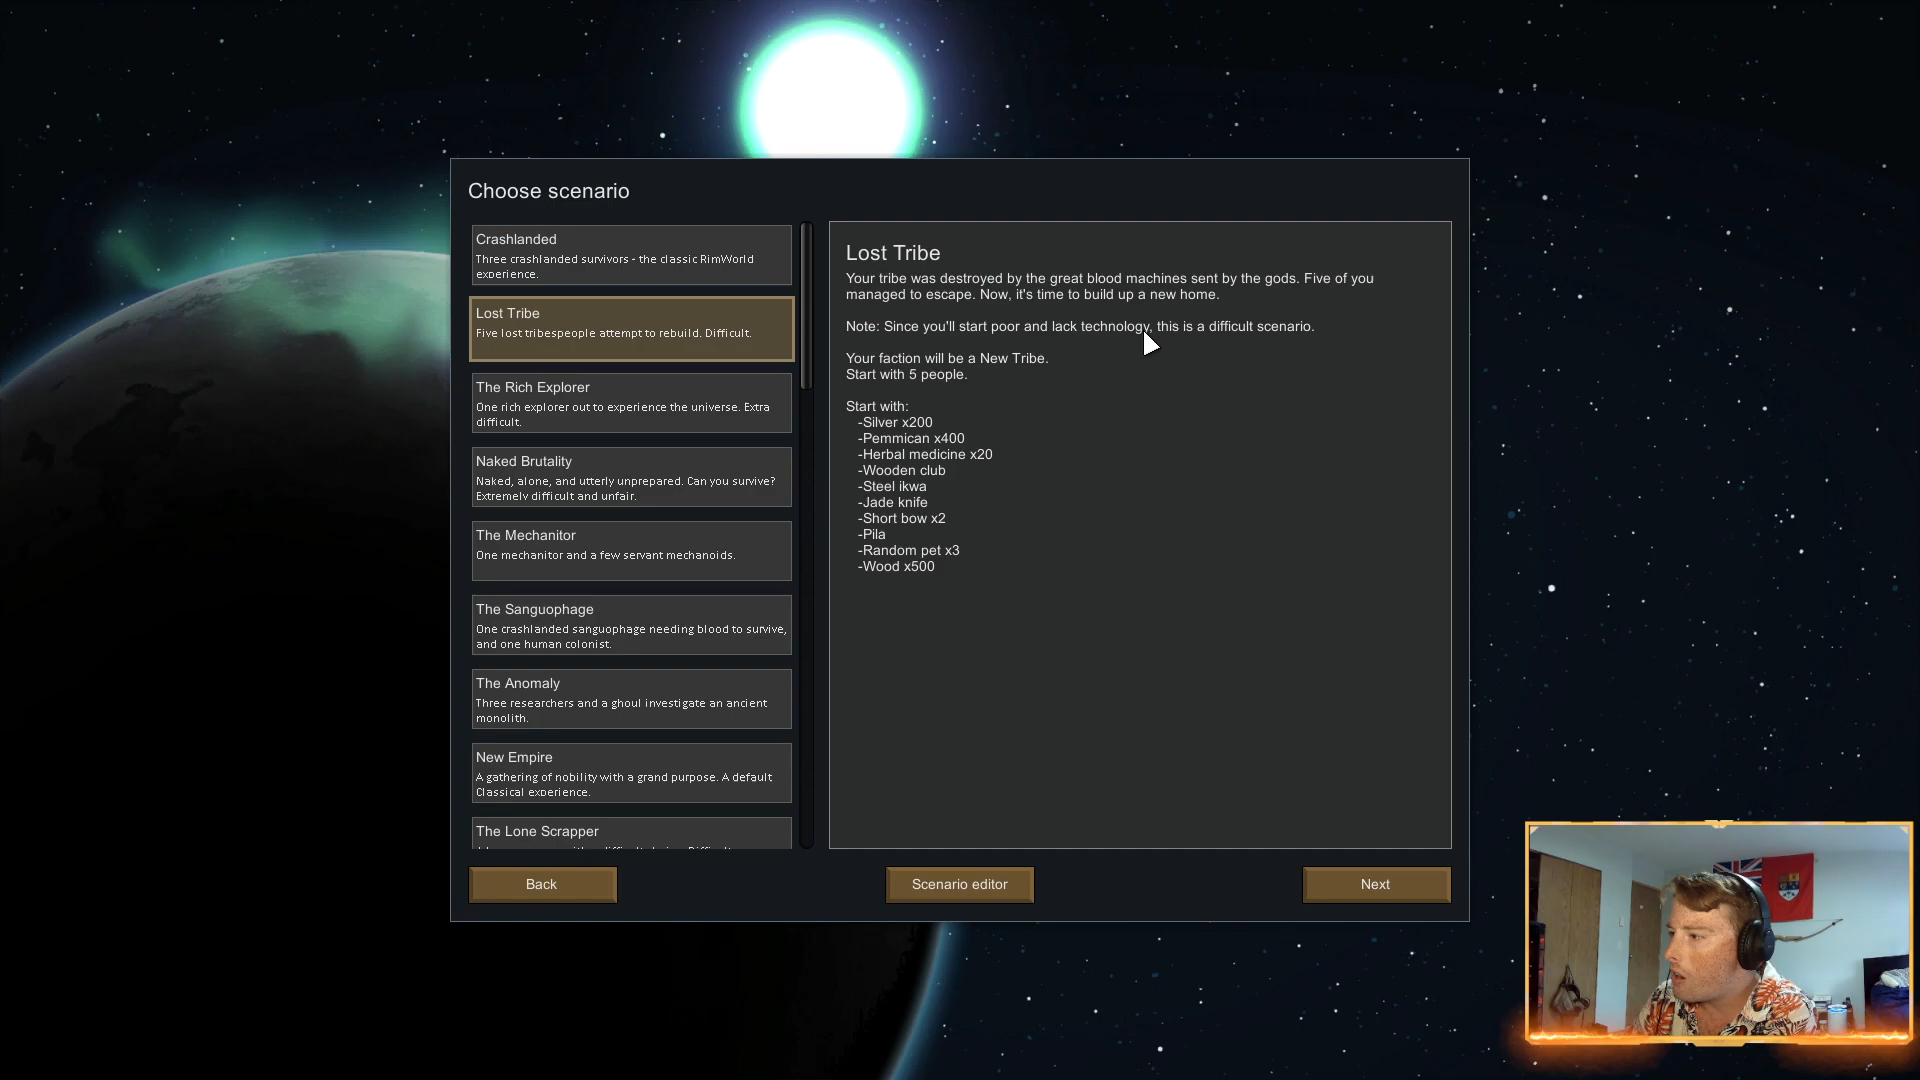 Choose scenario
Crashlanded
Three crashlanded survivors - the classic RimWorld
experience.
Lost Tribe
Five lost tribespeople attempt to rebuild. Difficult.
The Rich Explorer
One rich explorer out to experience the universe. Extra
difficult.
Naked Brutality
Naked, alone, and utterly unprepared. Can you survive?
Extremely difficult and unfair.
The Mechanitor
One mechanitor and a few servant mechanoids.
The Sanguophage
One crashlanded sanguophage needing blood to survive,
and one human colonist.
The Anomaly
Three researchers and a ghoul investigate an ancient
monolith.
New Empire
A gathering of nobility with a grand purpose. A default
Classical experience.
The Lone Scrapper
Lost Tribe
Your tribe was destroyed by the great blood machines sent by the gods. Five of you
managed to escape. Now, it's time to build up a new home.
Note: Since you'll start poor and lack technology, this is a difficult scenario.
Your faction will be a New Tribe.
Start with 5 people.
Start with:
-Silver x200
-Pemmican x400
-Herbal medicine x20
-Wooden club
-Steel ikwa
-Jade knife
-Short bow x2
-Pila
-Random pet x3
-Wood x500
Back
Scenario editor
Next